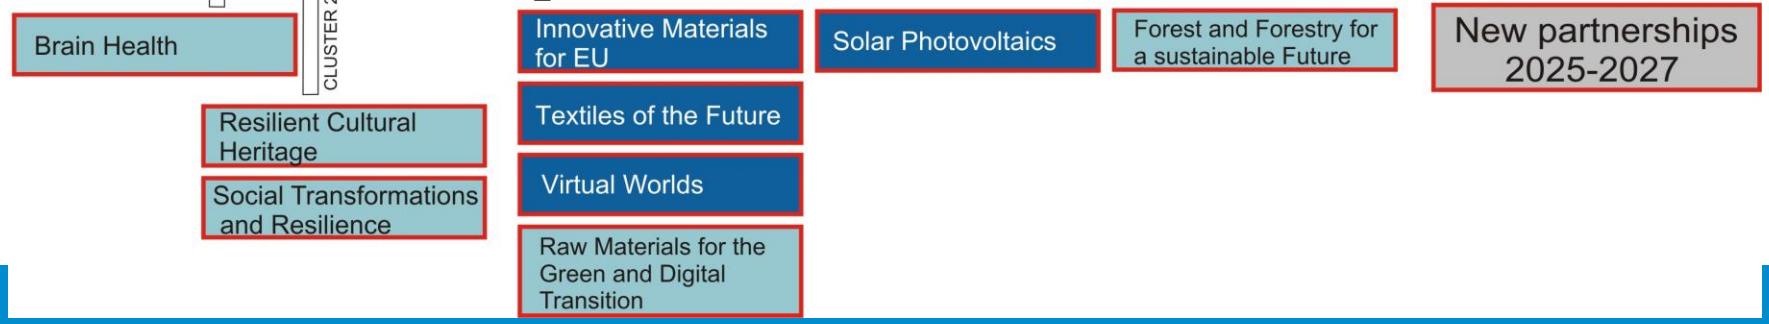 Brain Health
CLUSTER 2
Resilient Cultural
Heritage
Social Transformations
and Resilience
Innovative Materials
for EU
Textiles of the Future
Virtual Worlds
Raw Materials for the
Green and Digital
Transition
Solar Photovoltaics
Forest and Forestry for
a sustainable Future
New partnerships
2025-2027